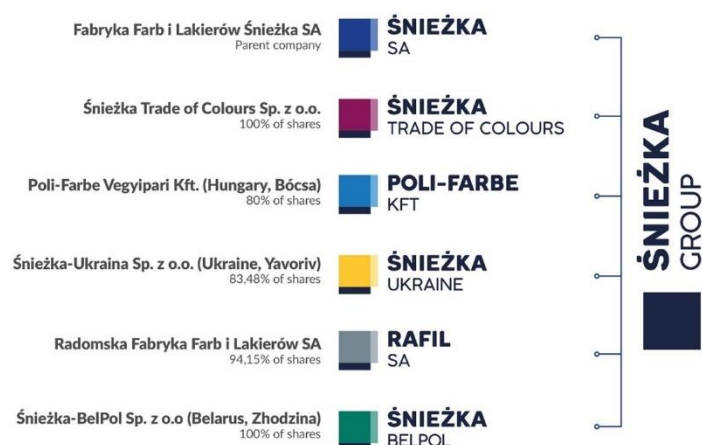 Fabryka Farb i Lakierów Śnieżka SA
Parent company
ŚNIEŻKA
SA
Śnieżka Trade of Colours Sp. z o.o.
100% of shares
ŚNIEŻKA
TRADE OF COLOURS
Poli-Farbe Vegyipari Kft. (Hungary, Bócsa)
80% of shares
POLI-FARBE
KFT
Śnieżka-Ukraina Sp. z o.o. (Ukraine, Yavoriv)
83,48% of shares
ŚNIEŻKA
UKRAINE
Radomska Fabryka Farb i Lakierów SA
94,15% of shares
RAFIL
SA
Śnieżka-BelPol Sp. z o.o (Belarus, Zhodzina)
100% of shares
ŚNIEŻKA
BELPOL
ŚNIEŻKA
GROUP